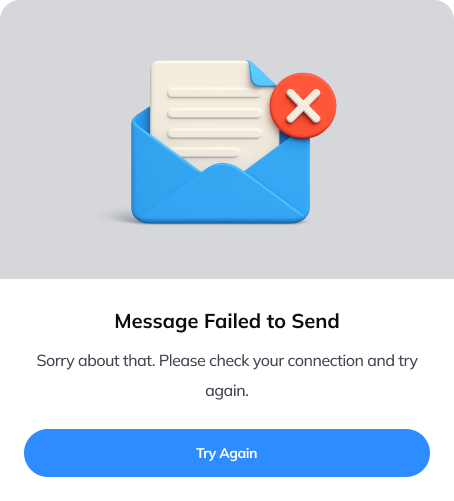 Message Failed to Send
Sorry about that. Please check your connection and try
again.
Try Again